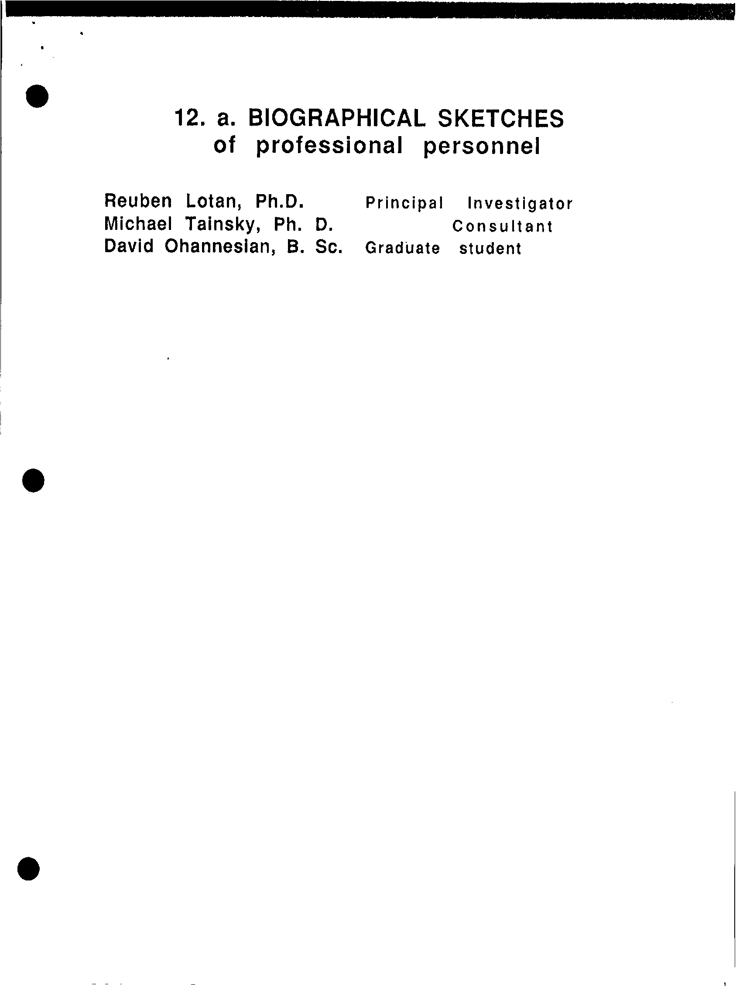 12. a. BIOGRAPHICAL SKETCHES
of professional personnel
Reuben Lotan, Ph.D. Principal Investigator
Michael Tainsky, Ph. D. Consultant
David Ohannesian, B. Sc. Graduate student